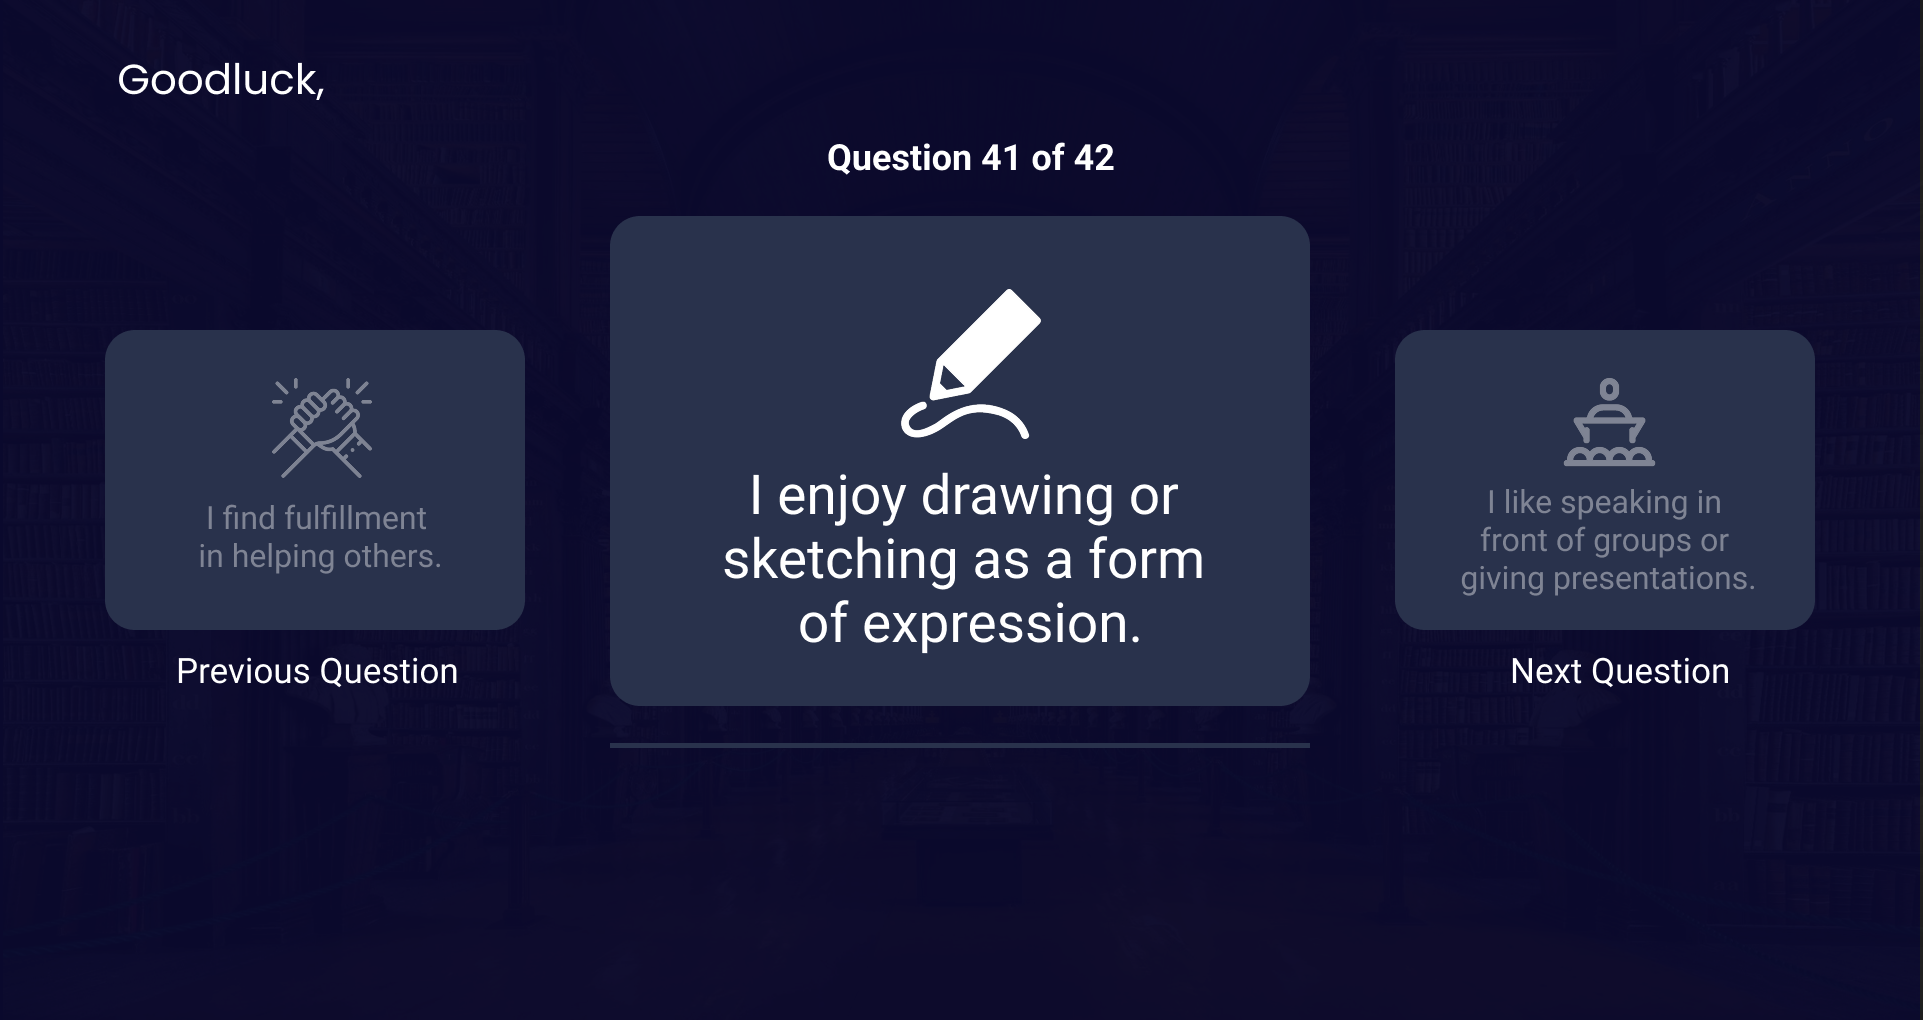 Goodluck,
Question 41 of 42
I find fulfillment
in helping others.
Previous Question
I enjoy drawing or
sketching as a form
of expression.
I like speaking in
front of groups or
giving presentations.
Next Question